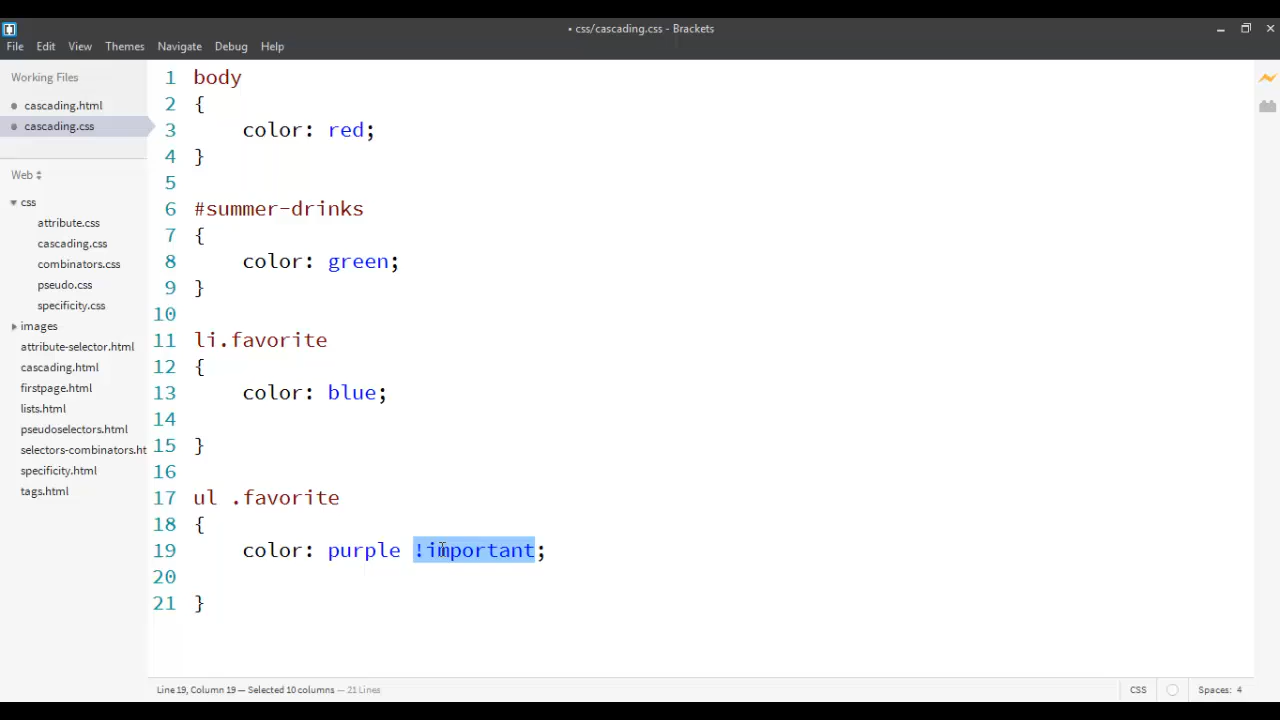 • css/cascading.css - Brackets
File Edit View Themes Navigate Debug Help
Working Files
cascading.html
cascading.css
Web
css
attribute.css
cascading.css
combinators.css
pseudo.css
specificity.css
images
attribute-selector.html
cascading.html
firstpage.html
lists.html
pseudoselectors.html
selectors-combinators.ht
specificity.html
tags.html
1 body
2 {
3     color: red;
4 }
5
6 #summer-drinks
7 {
8     color: green;
9 }
10
11 li.favorite
12 {
13     color: blue;
14
15 }
16
17 ul .favorite
18 {
19     color: purple !important;
20
21 }
Line 19, Column 19 — Selected 10 columns — 21 Lines
CSS
Spaces: 4